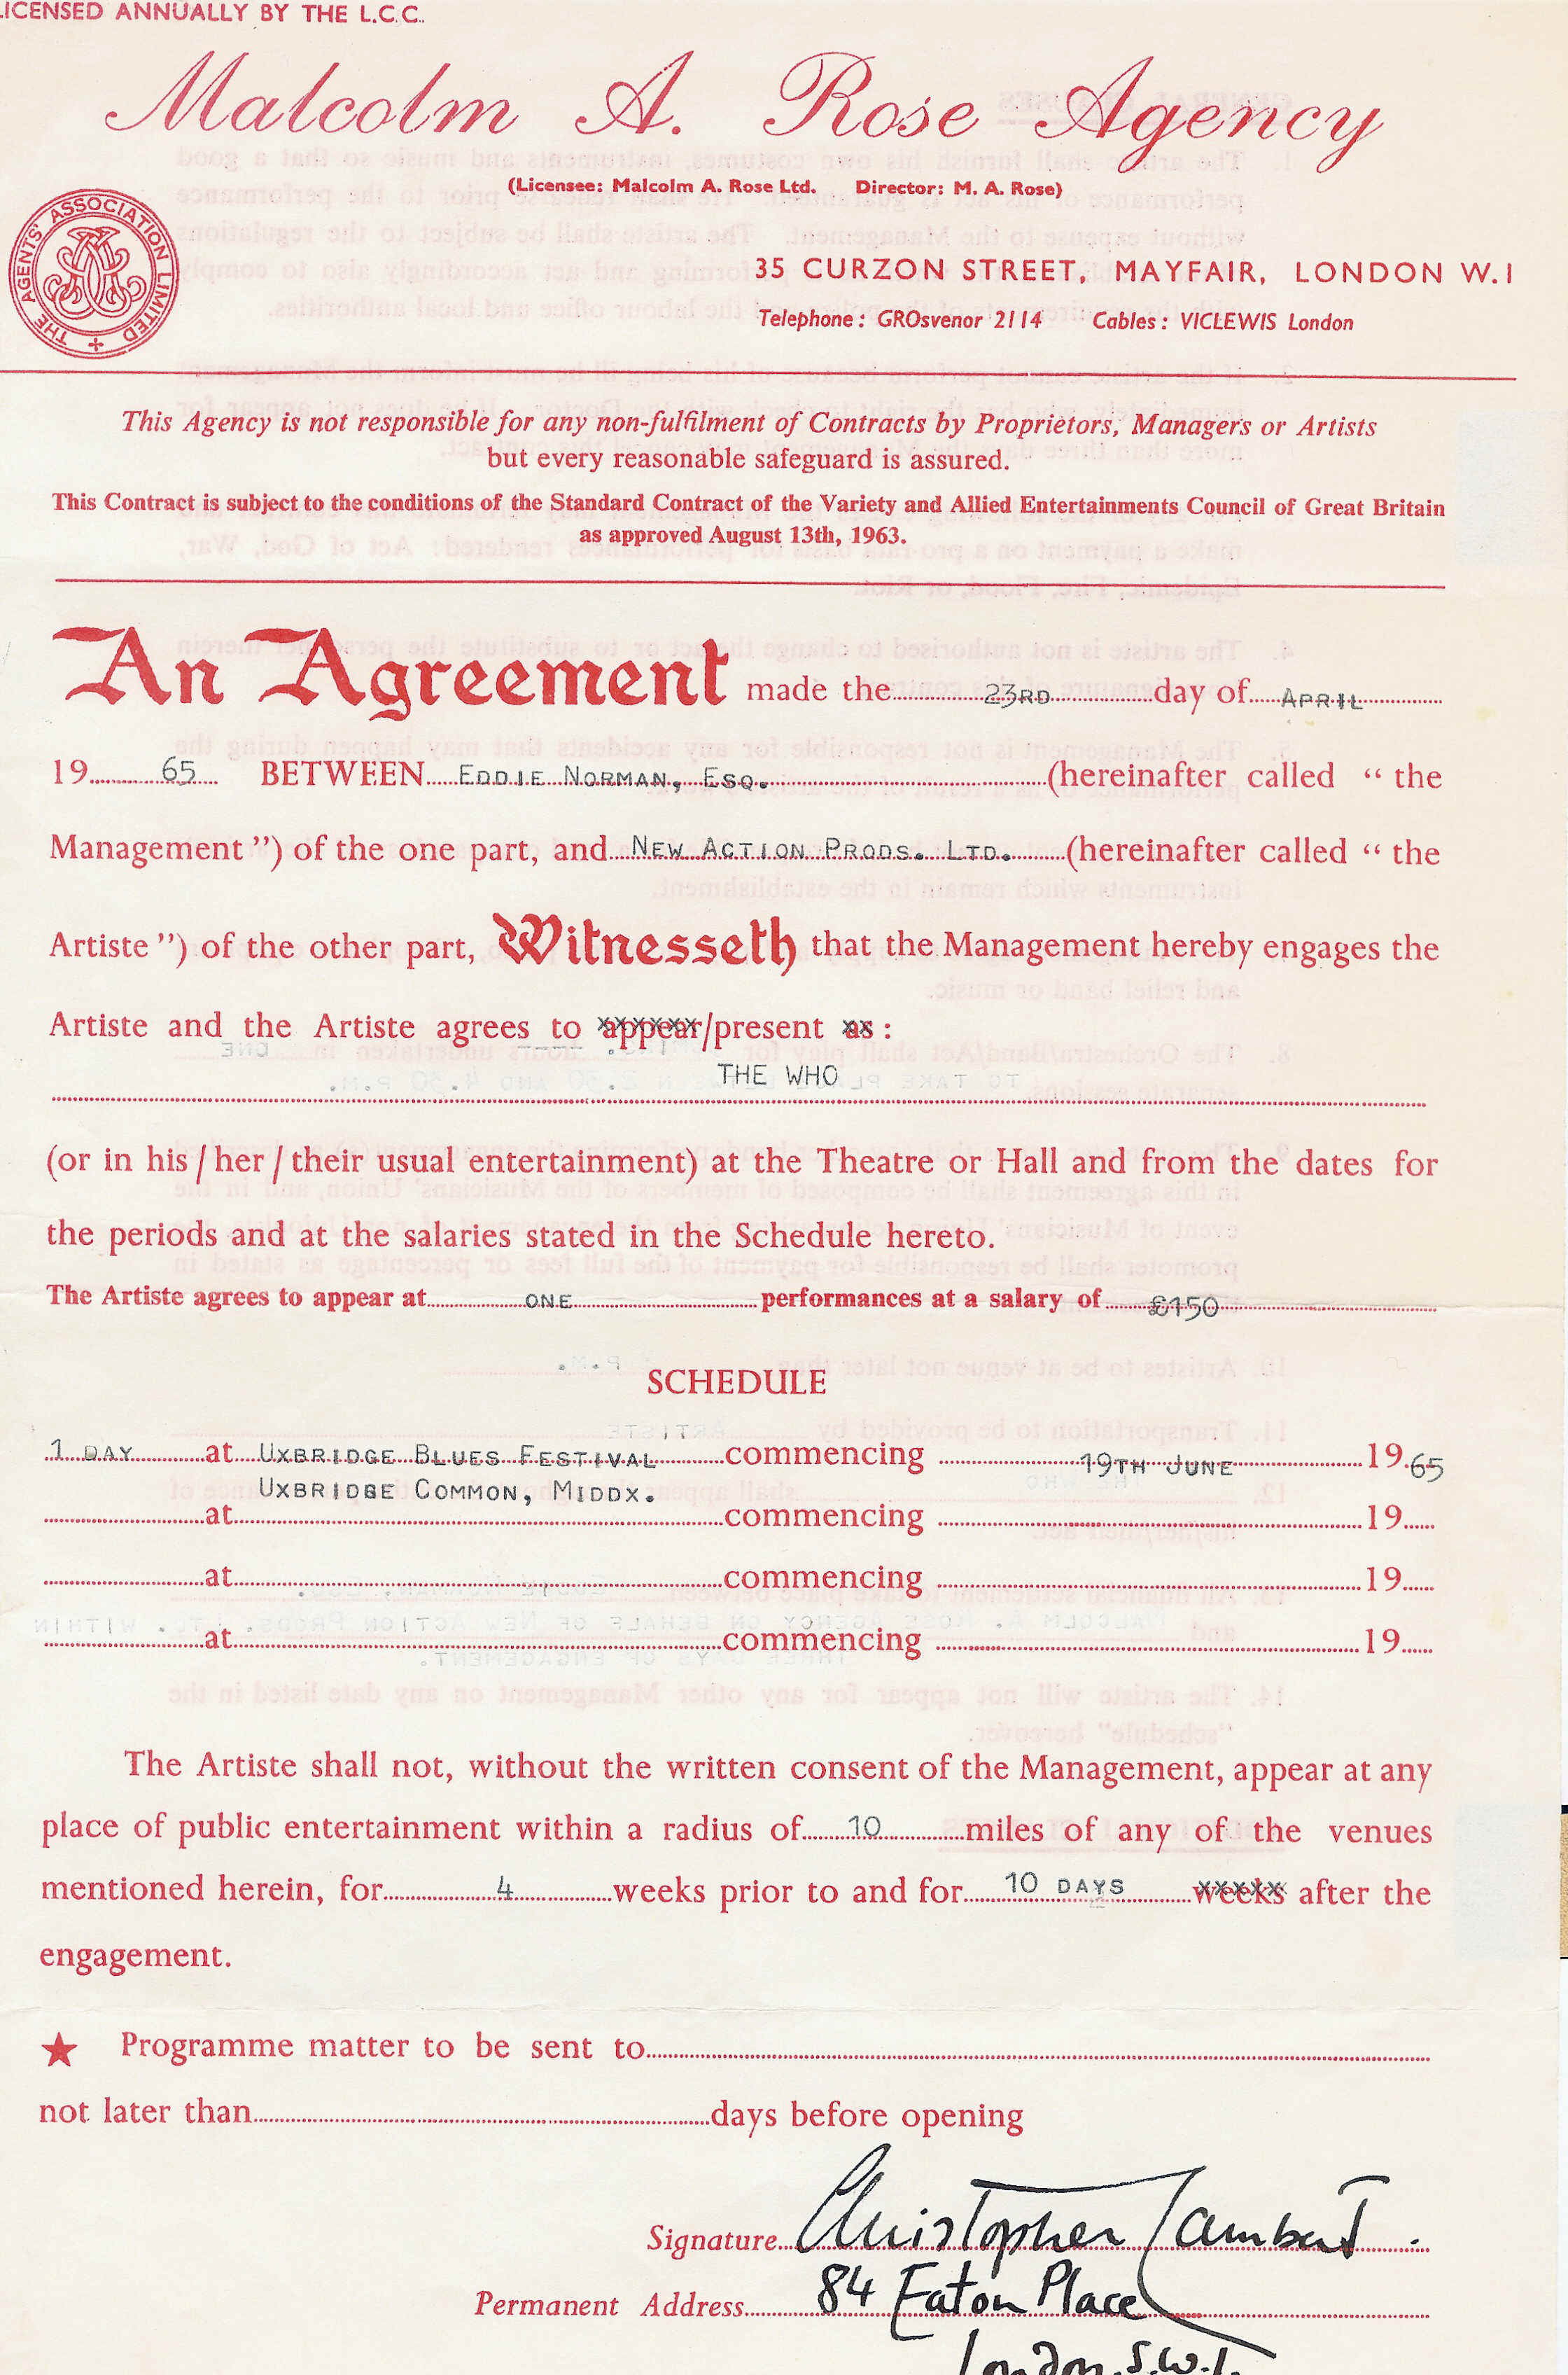 LICENSED ANNUALLY BY THE L.C.C.
Malcolm A. Rose Agency
(Licensee: Malcolm A. Rose Ltd. Director: M. A. Rose)
THE AGENTS' ASSOCIATION LIMITED
35 CURZON STREET, MAYFAIR, LONDON W.1
Telephone: GROsvenor 2114 Cables: VICLEWIS London
This Agency is not responsible for any non-fulfilment of Contracts by Proprietors, Managers or Artists
but every reasonable safeguard is assured.
This Contract is subject to the conditions of the Standard Contract of the Variety and Allied Entertainments Council of Great Britain
as approved August 13th, 1963.
An Agreement made the 23RD day of APRIL
19 65 BETWEEN EDDIE NORMAN, ESQ. (hereinafter called “ the
Management ”) of the one part, and NEW ACTION PRODS. LTD. (hereinafter called “ the
Artiste ”) of the other part, Witnesseth that the Management hereby engages the
Artiste and the Artiste agrees to appear/present as :
THE WHO
(or in his / her / their usual entertainment) at the Theatre or Hall and from the dates for
the periods and at the salaries stated in the Schedule hereto.
The Artiste agrees to appear at ONE performances at a salary of £150
SCHEDULE
1 DAY at UXBRIDGE BLUES FESTIVAL commencing 19TH JUNE 19 65
UXBRIDGE COMMON, MIDDX.
at commencing 19
at commencing 19
at commencing 19
The Artiste shall not, without the written consent of the Management, appear at any
place of public entertainment within a radius of 10 miles of any of the venues
mentioned herein, for 4 weeks prior to and for 10 DAYS weeks after the
engagement.
★ Programme matter to be sent to
not later than days before opening
Signature Christopher Lambert.
Permanent Address 84 Eaton Place
London. S.W.1.